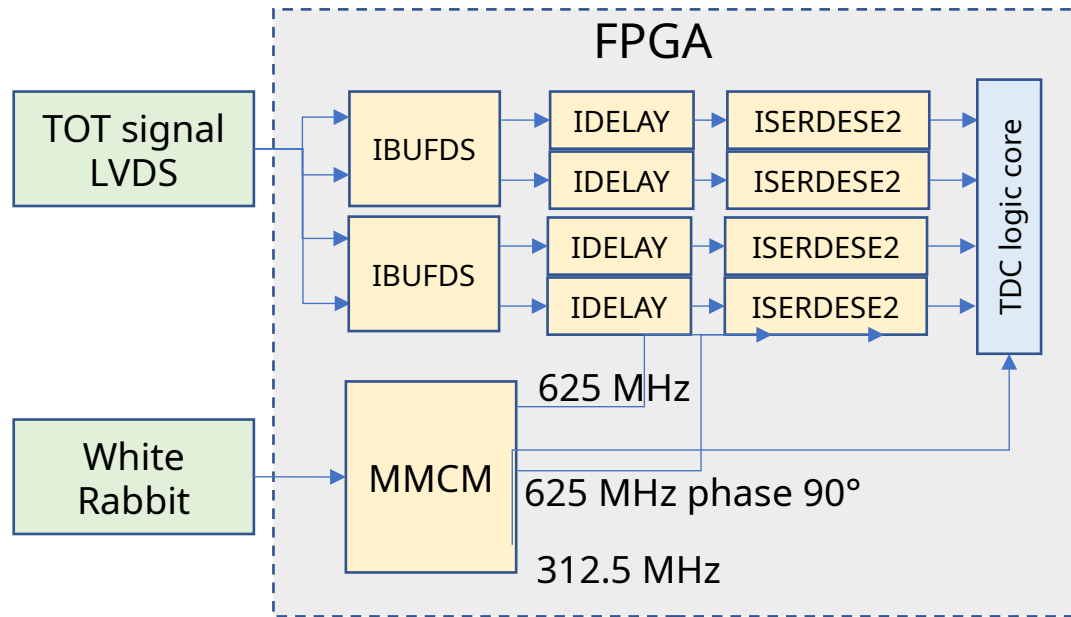 FPGA
TOT signal
LVDS
IBUFDS
IDELAY
ISERDESE2
IDELAY
ISERDESE2
IBUFDS
IDELAY
ISERDESE2
IDELAY
ISERDESE2
TDC logic core
White
Rabbit
MMCM
625 MHz
625 MHz phase 90°
312.5 MHz